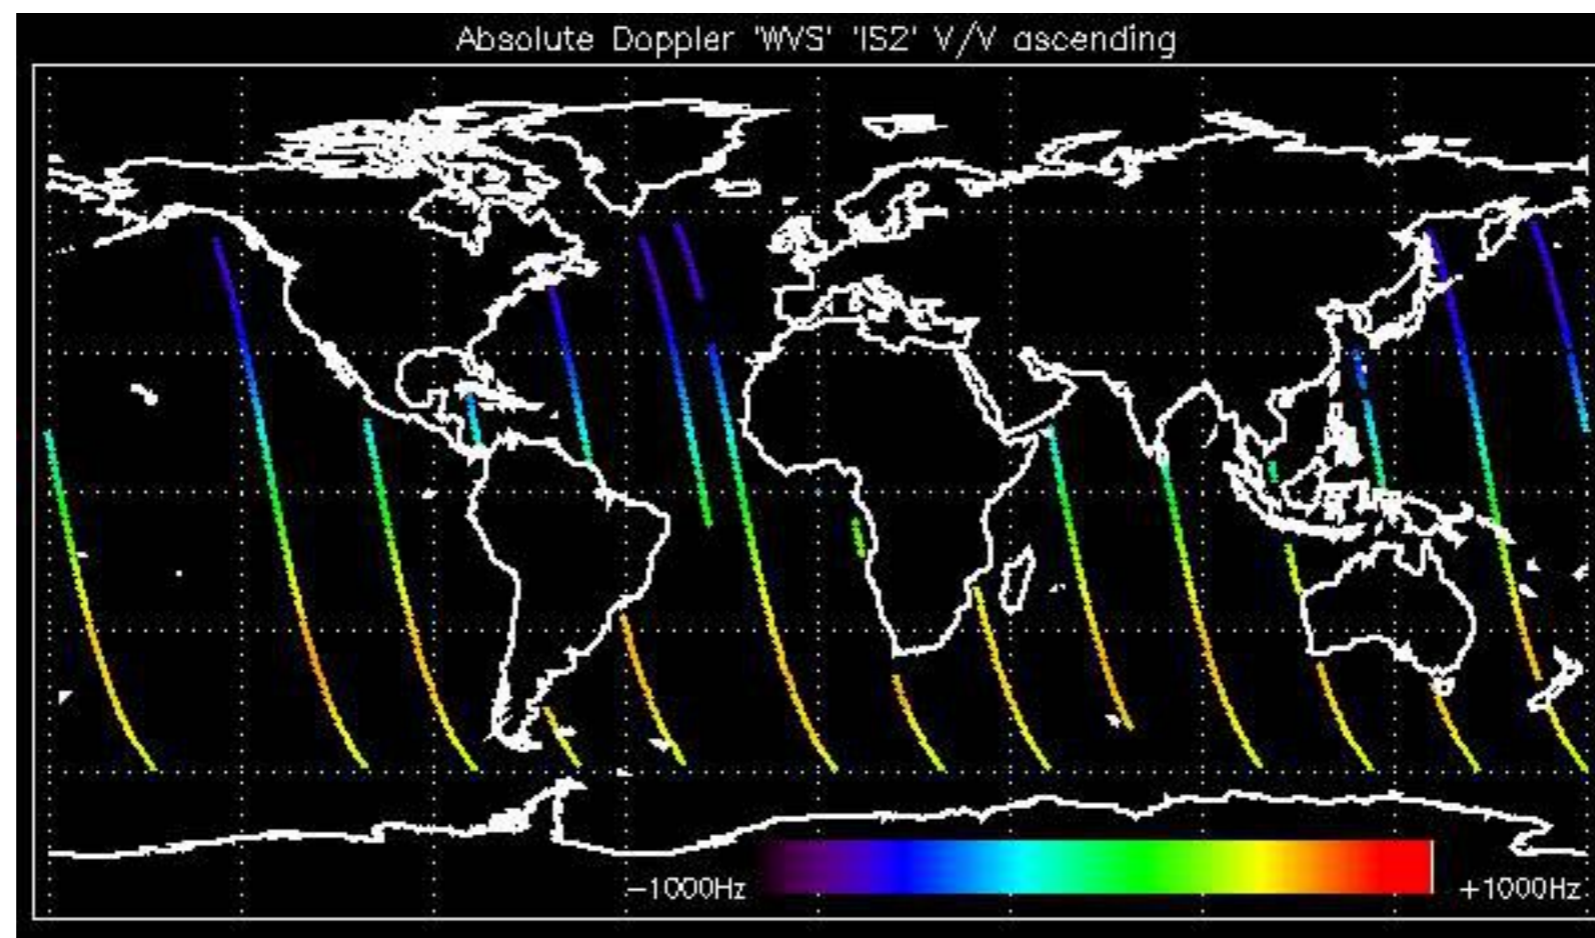 Absolute Doppler 'WVS' 'IS2' V/V ascending
−1000Hz +1000Hz